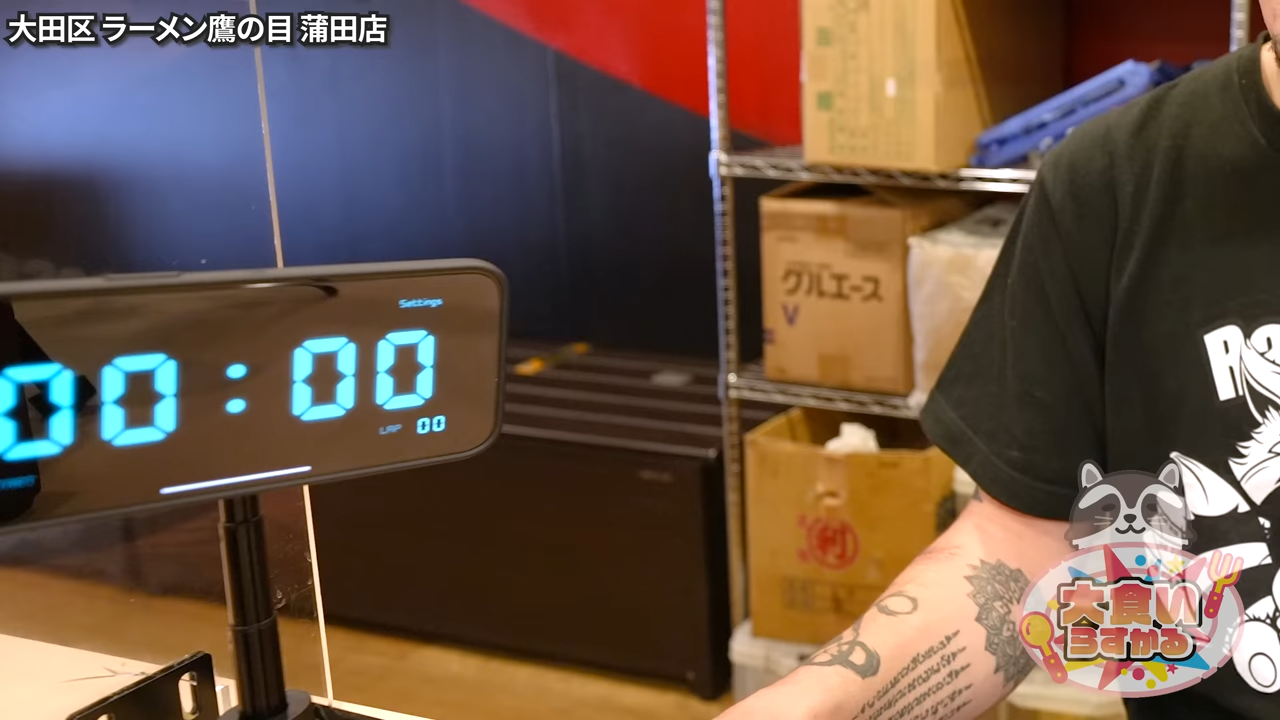 大田区 ラーメン鷹の目 蒲田店
Settings
00:00
LAP 00
グルエース
V
大食い
らすかる